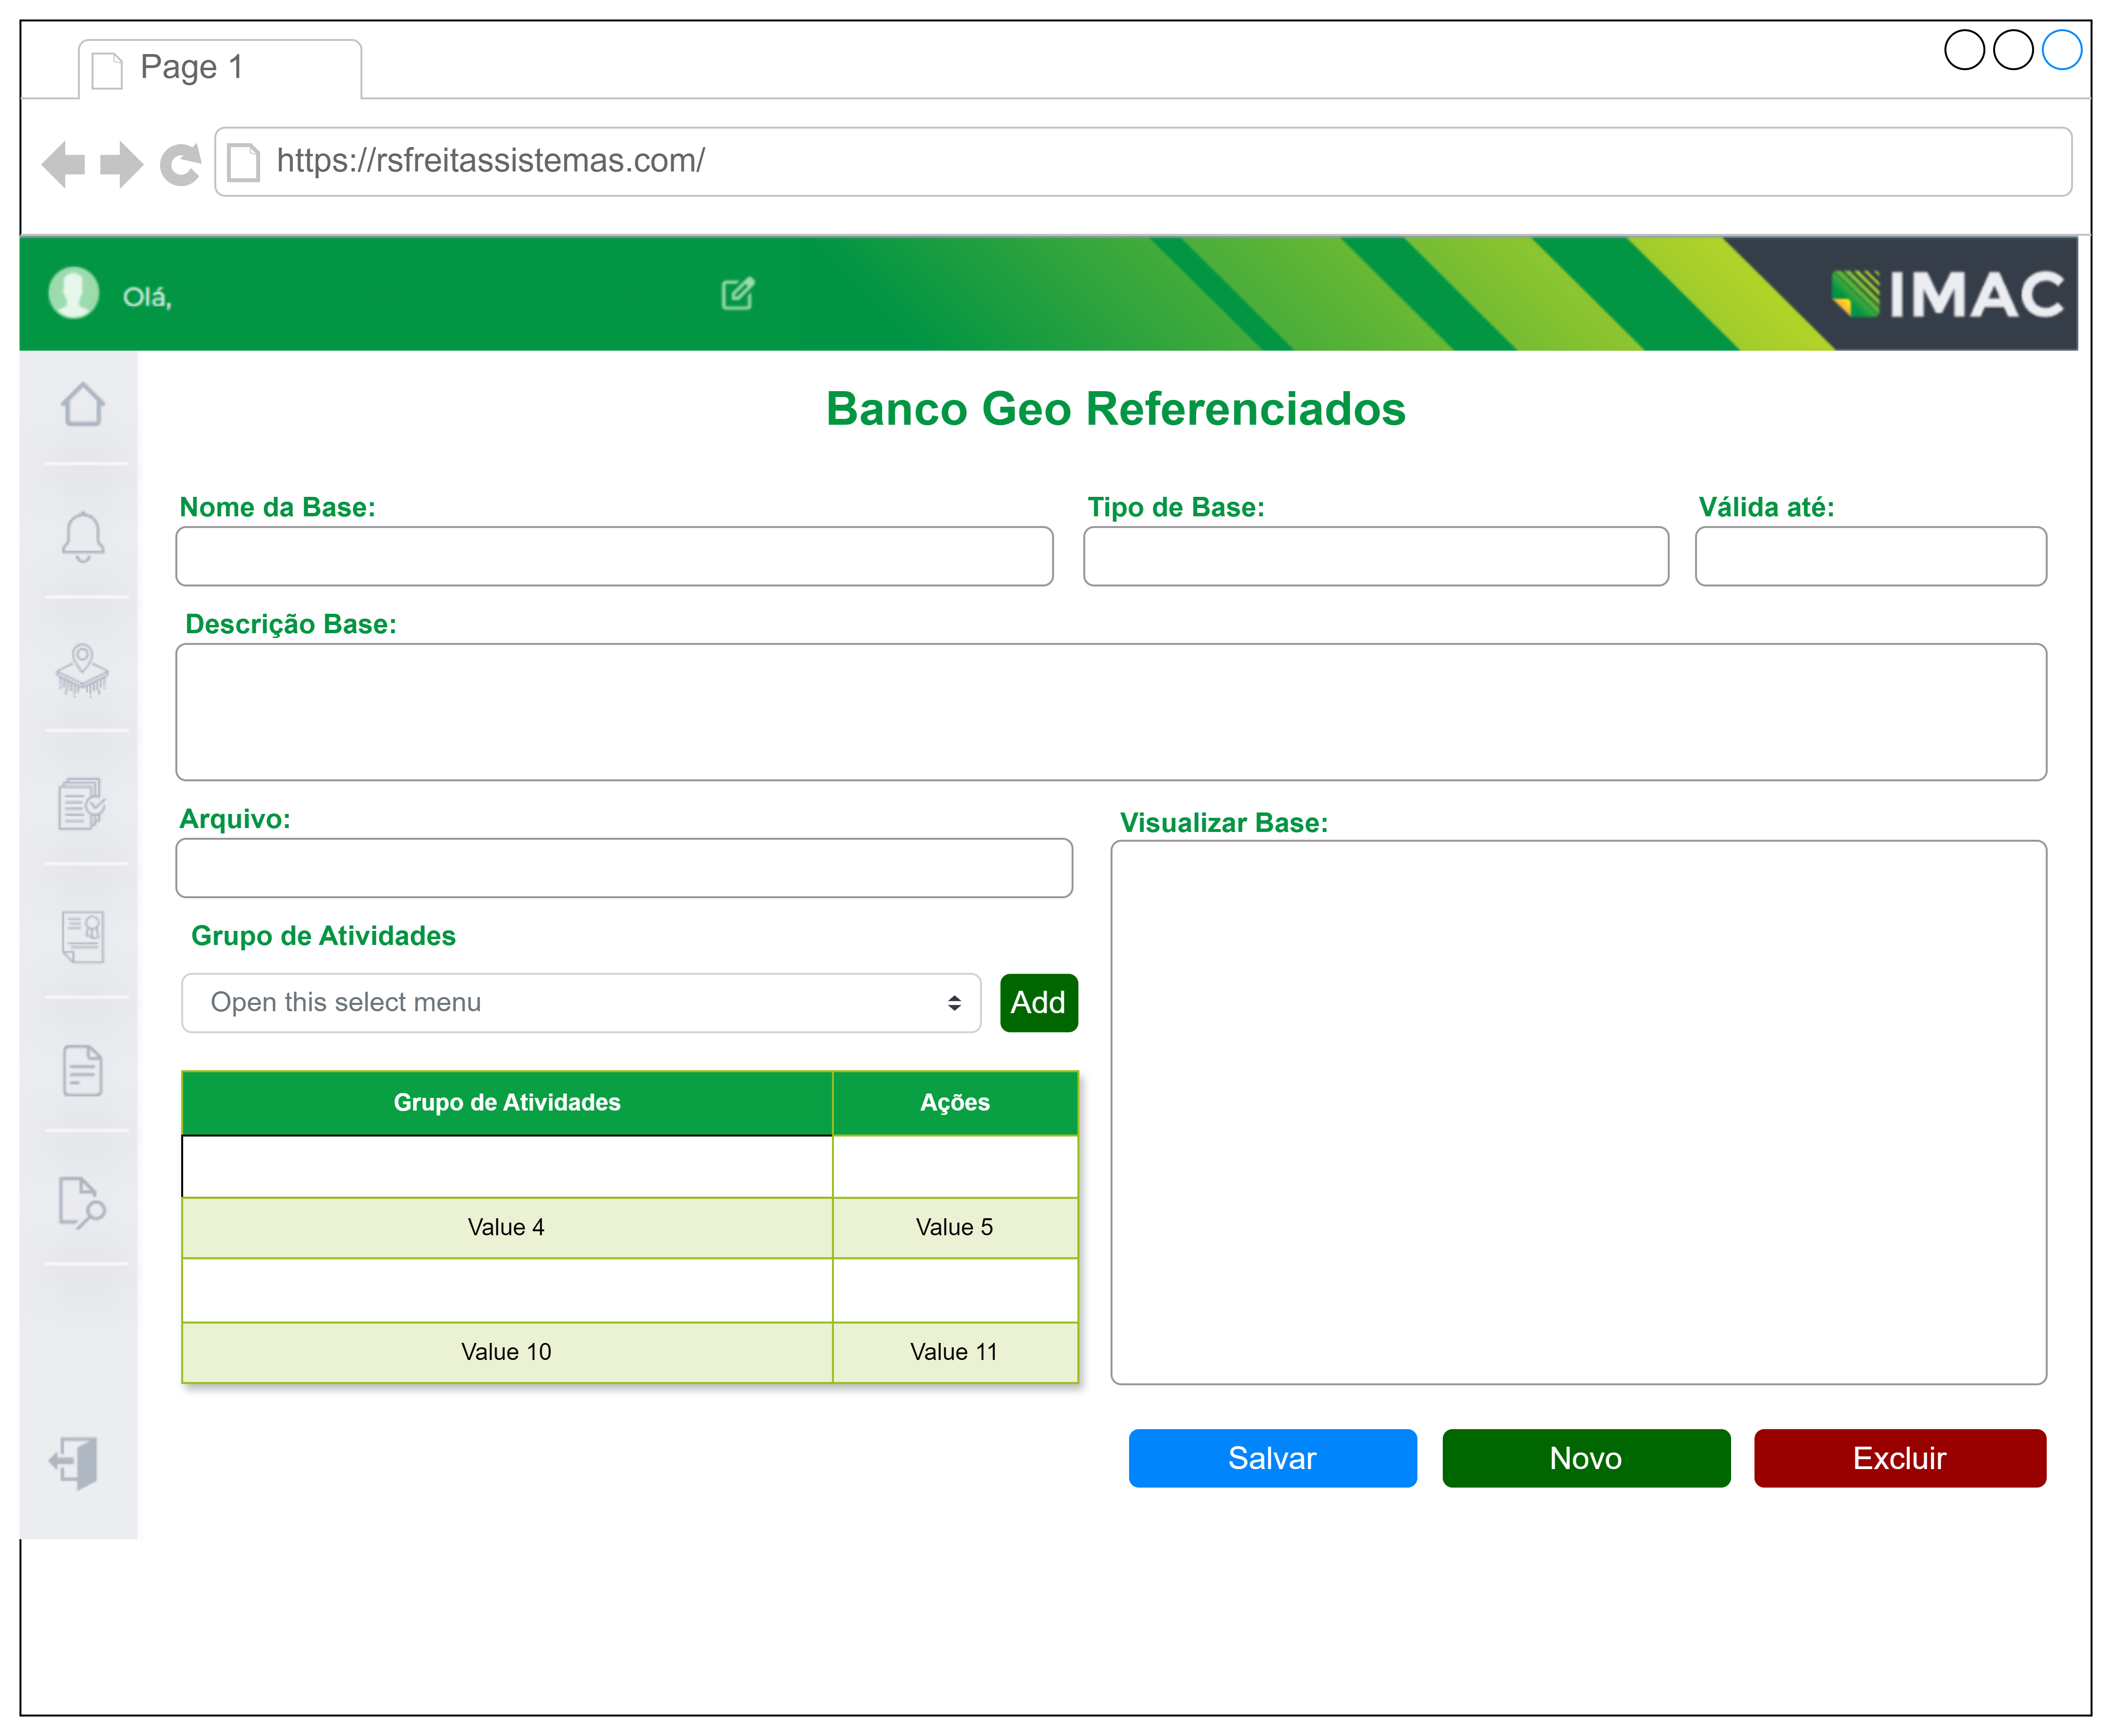 Page 1
https://rsfreitassistemas.com/
Olá,
IMAC
Banco Geo Referenciados
Nome da Base:
Tipo de Base:
Válida até:
Descrição Base:
Arquivo:
Visualizar Base:
Grupo de Atividades
Open this select menu
Add
Grupo de Atividades
Ações
Value 4
Value 5
Value 10
Value 11
Salvar
Novo
Excluir